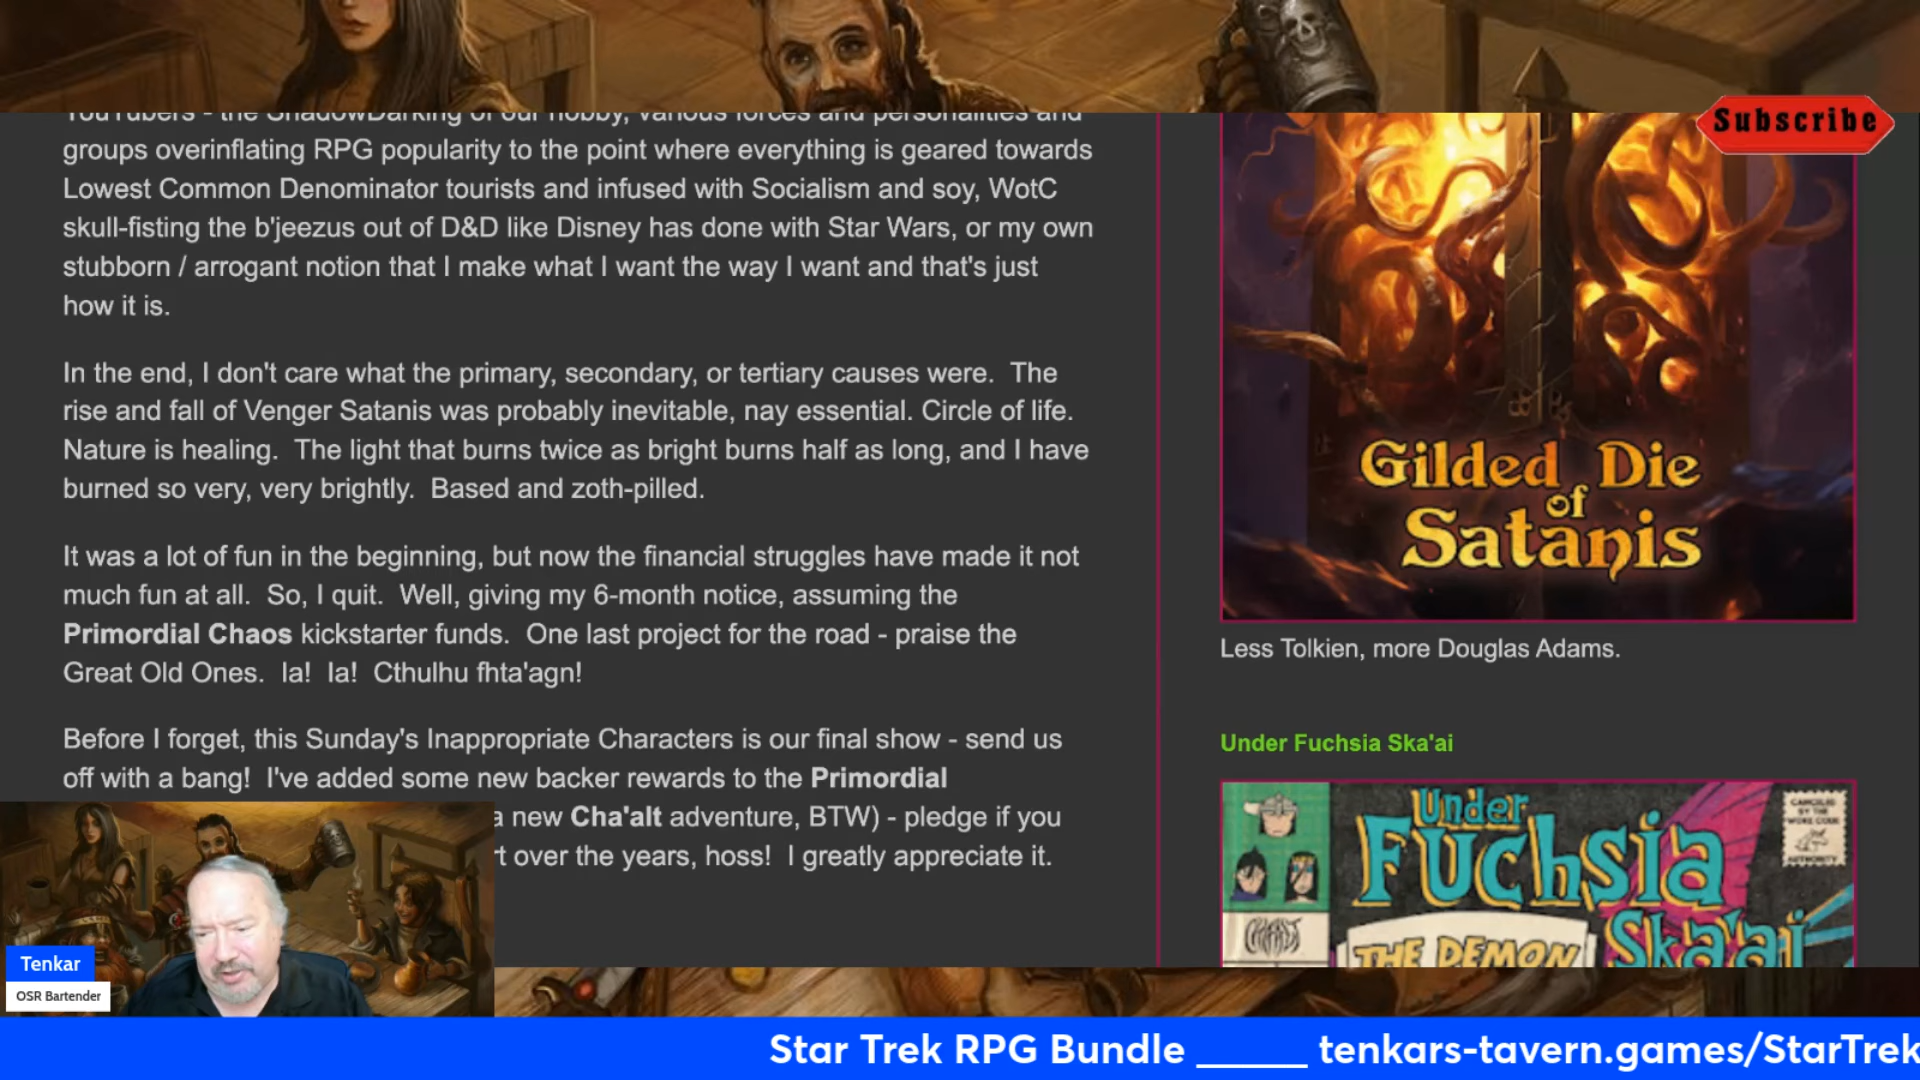 YouTubers - the ShadowDarking of our hobby, various forces and personalities and
groups overinflating RPG popularity to the point where everything is geared towards
Lowest Common Denominator tourists and infused with Socialism and soy, WotC
skull-fisting the b'jeezus out of D&D like Disney has done with Star Wars, or my own
stubborn / arrogant notion that I make what I want the way I want and that's just
how it is.
In the end, I don't care what the primary, secondary, or tertiary causes were.  The
rise and fall of Venger Satanis was probably inevitable, nay essential. Circle of life.
Nature is healing.  The light that burns twice as bright burns half as long, and I have
burned so very, very brightly.  Based and zoth-pilled.
It was a lot of fun in the beginning, but now the financial struggles have made it not
much fun at all.  So, I quit.  Well, giving my 6-month notice, assuming the
Primordial Chaos kickstarter funds.  One last project for the road - praise the
Great Old Ones.  Ia!  Ia!  Cthulhu fhta'agn!
Before I forget, this Sunday's Inappropriate Characters is our final show - send us
off with a bang!  I've added some new backer rewards to the Primordial
a new Cha'alt adventure, BTW) - pledge if you
over the years, hoss!  I greatly appreciate it.
Subscribe
Gilded Die
of
Satanis
Less Tolkien, more Douglas Adams.
Under Fuchsia Ska'ai
Under
Fuchsia
Ska'ai
THE DEMON
Tenkar
OSR Bartender
Star Trek RPG Bundle ______ tenkars-tavern.games/StarTrek